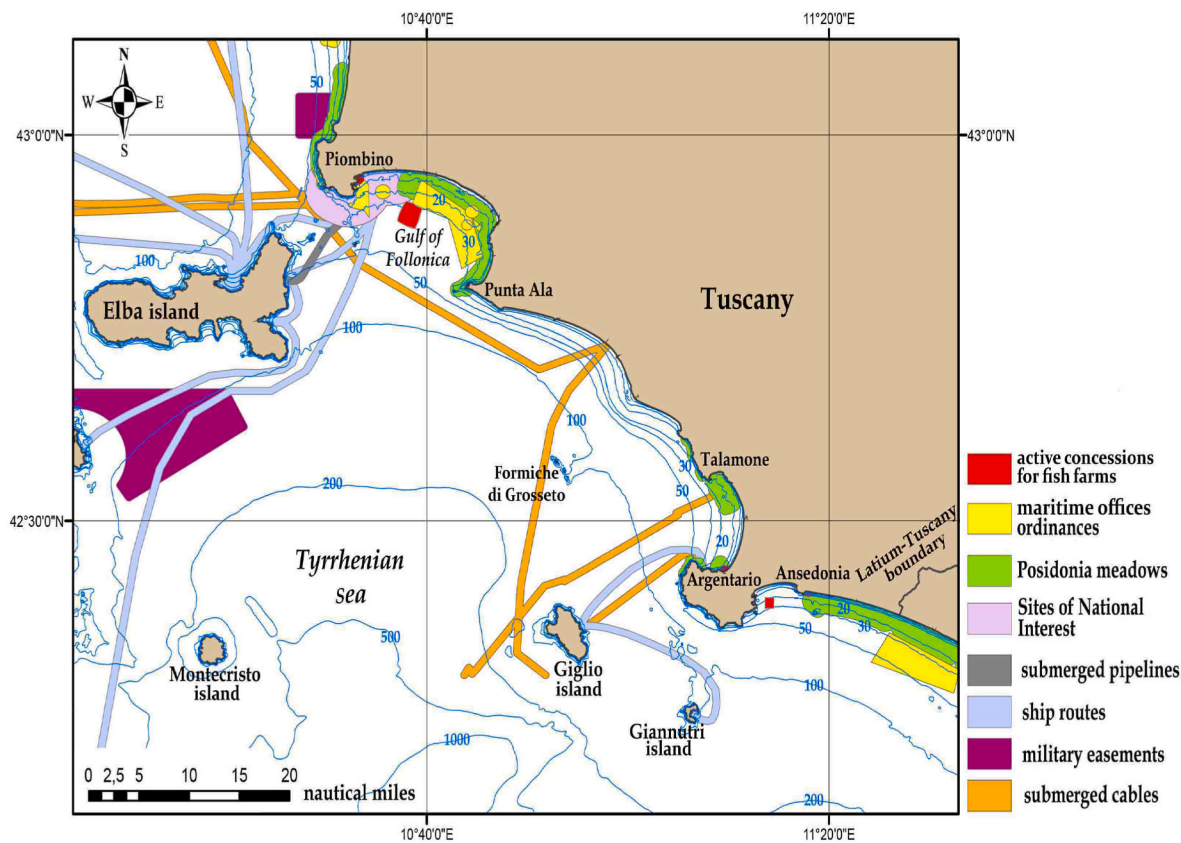 10°40'0"E
11°20'0"E
N
W
E
S
50
43°0'0"N
43°0'0"N
Piombino
20
30
Gulf of
Follonica
100
50
Punta Ala
Elba island
Tuscany
100
100
Formiche
di Grosseto
200
Talamone
30
50
42°30'0"N
42°30'0"N
20
Tyrrhenian
sea
Argentario
Ansedonia
Latium-Tuscany
boundary
20
30
50
500
Montecristo
island
Giglio
island
100
Giannutri
island
1000
200
0 2,5 5 10 15 20
nautical miles
10°40'0"E
11°20'0"E
active concessions
for fish farms
maritime offices
ordinances
Posidonia meadows
Sites of National
Interest
submerged pipelines
ship routes
military easements
submerged cables